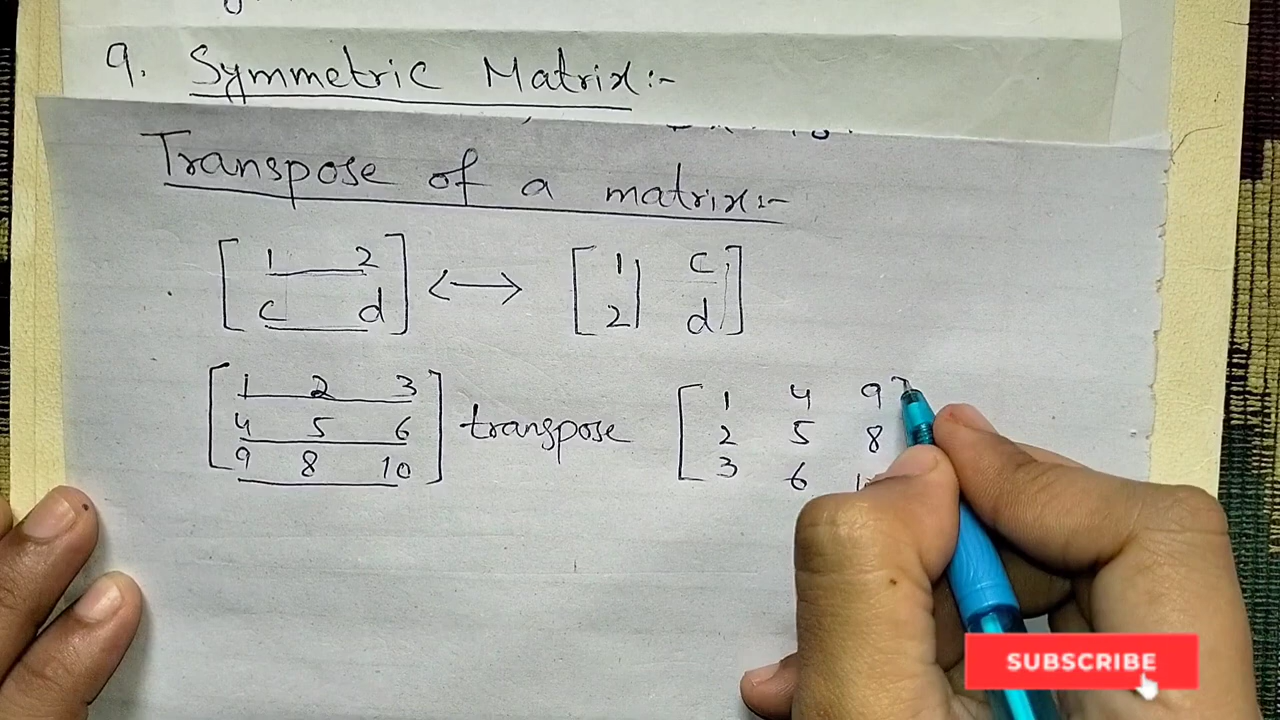 9. Symmetric Matrix:-
Transpose of a matrix:-
[ 1 2 ] ↔ [ 1 c ]
[ c d ] [ 2 d ]
[ 1 2 3 ] transpose [ 1 4 9
[ 4 5 6 ] [ 2 5 8
[ 9 8 10 ] [ 3 6
SUBSCRIBE